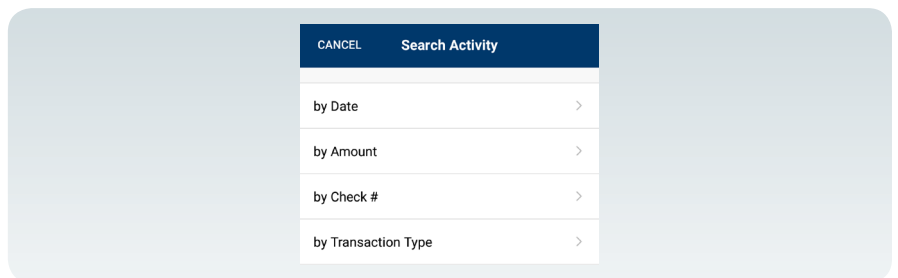 CANCEL Search Activity
by Date
by Amount
by Check #
by Transaction Type